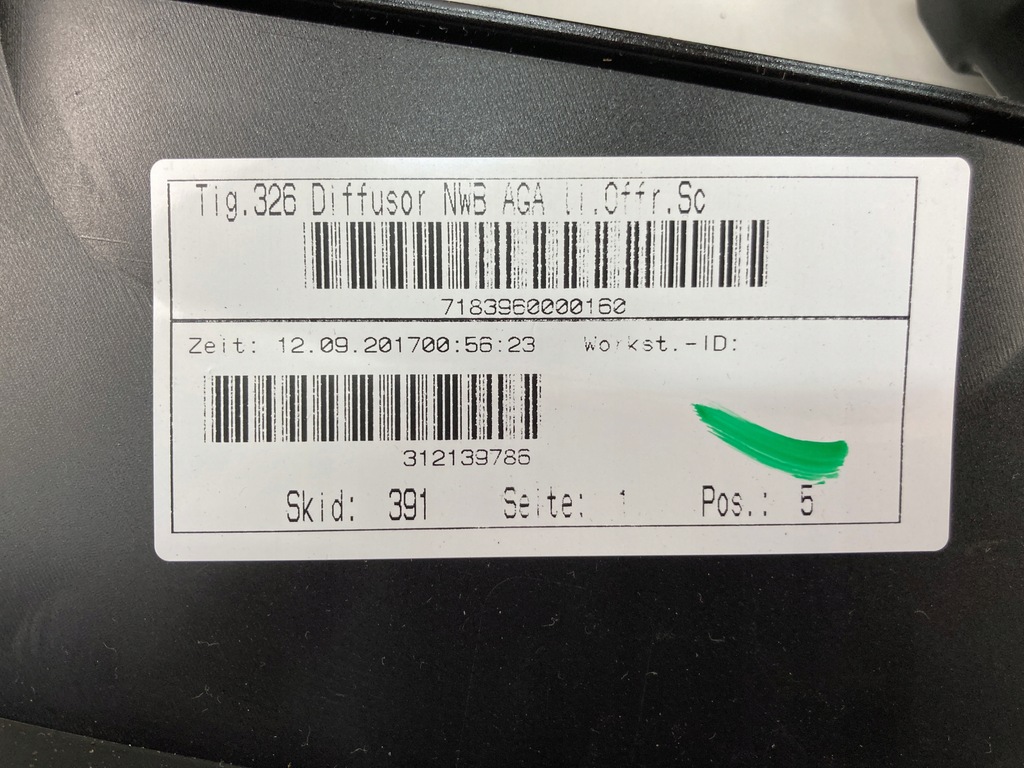 Tig.326 Diffusor NWB AGA li.Offr.Sc
7183960000160
Zeit: 12.09.201700:56:23 Workst.-ID:
312139786
Skid: 391 Seite: 1 Pos.: 5